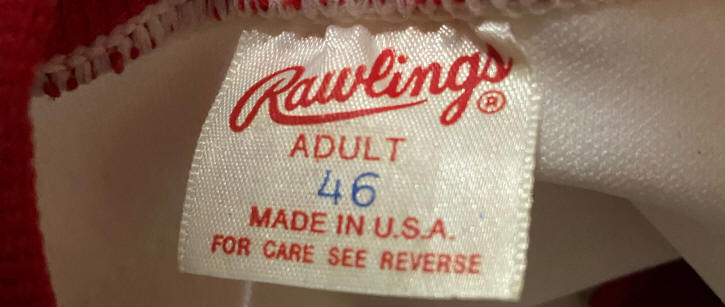 Rawlings®
ADULT
46
MADE IN U.S.A.
FOR CARE SEE REVERSE